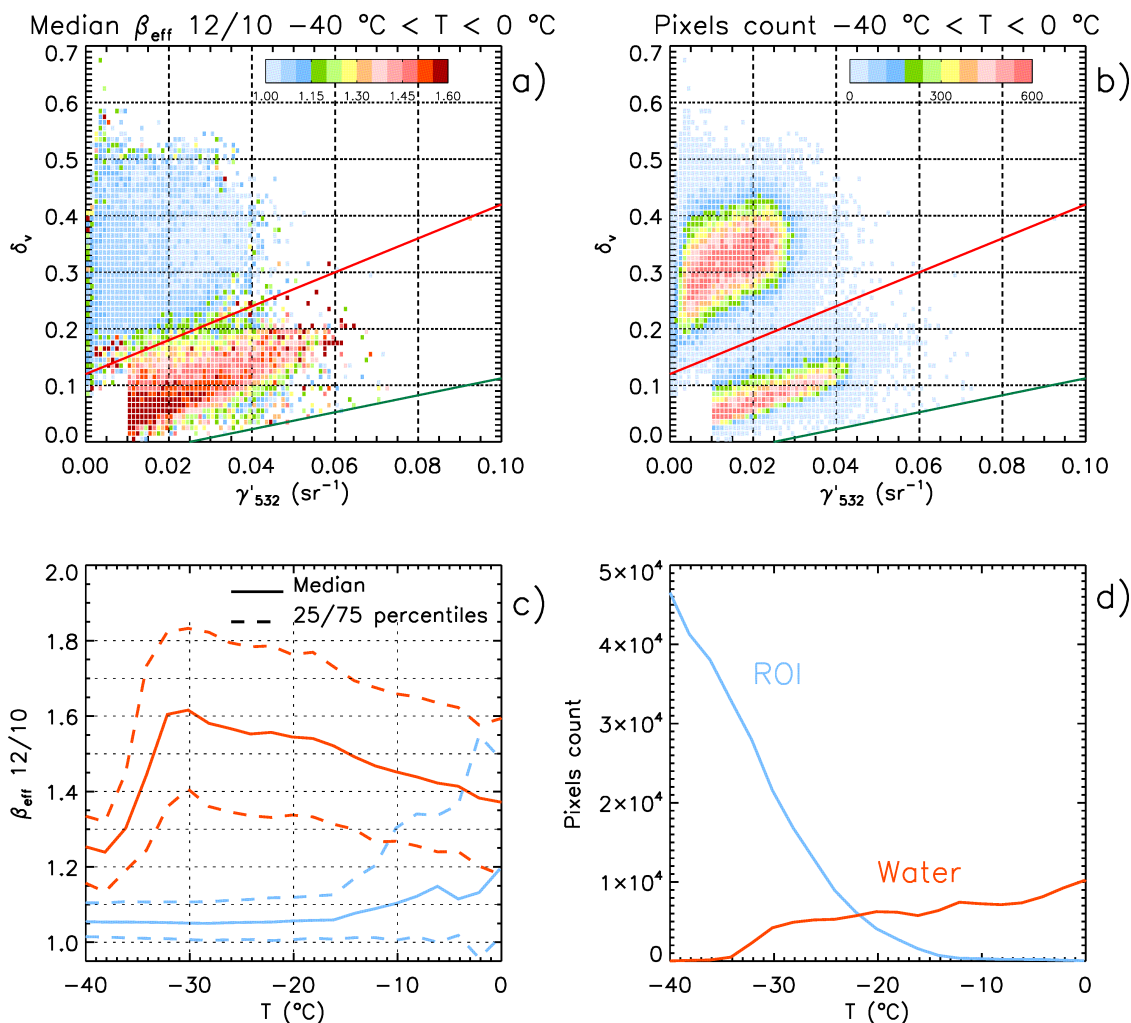 Median βeff 12/10 −40 °C < T < 0 °C
a)
1.00 1.15 1.30 1.45 1.60
0.7
0.6
0.5
0.4
0.3
0.2
0.1
0.0
δv
0.00 0.02 0.04 0.06 0.08 0.10
γ'532 (sr−1)
Pixels count −40 °C < T < 0 °C
b)
0 300 600
0.7
0.6
0.5
0.4
0.3
0.2
0.1
0.0
δv
0.00 0.02 0.04 0.06 0.08 0.10
γ'532 (sr−1)
c)
Median
25/75 percentiles
2.0
1.8
1.6
1.4
1.2
1.0
βeff 12/10
−40 −30 −20 −10 0
T (°C)
d)
ROI
Water
5×10⁴
4×10⁴
3×10⁴
2×10⁴
1×10⁴
0
Pixels count
−40 −30 −20 −10 0
T (°C)